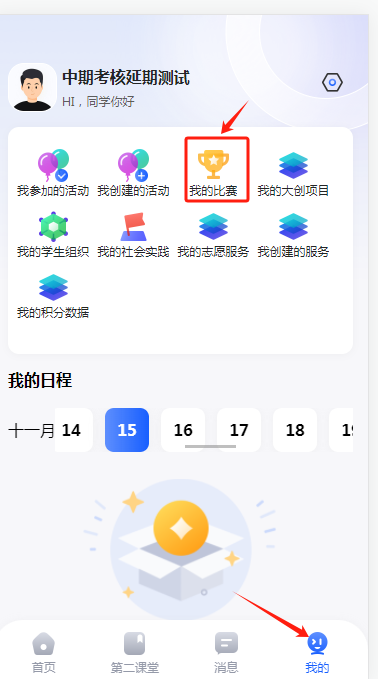 中期考核延期测试
HI，同学你好
我参加的活动 我创建的活动 我的比赛 我的大创项目
我的学生组织 我的社会实践 我的志愿服务 我创建的服务
我的积分数据
我的日程
十一月 14 15 16 17 18 19
首页 第二课堂 消息 我的